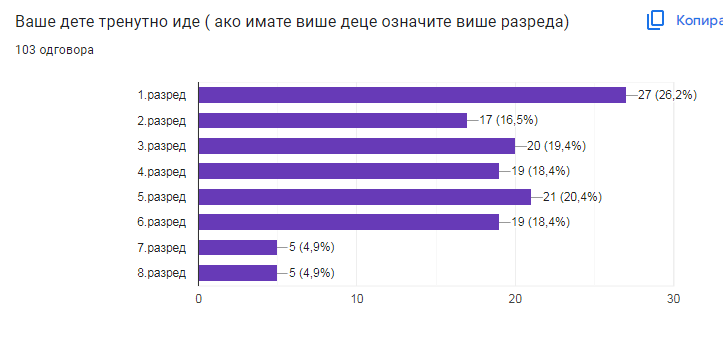 Ваше дете тренутно иде ( ако имате више деце означите више разреда)
Копира
103 одговора
1.разред 27 (26,2%)
2.разред 17 (16,5%)
3.разред 20 (19,4%)
4.разред 19 (18,4%)
5.разред 21 (20,4%)
6.разред 19 (18,4%)
7.разред 5 (4,9%)
8.разред 5 (4,9%)
0 10 20 30